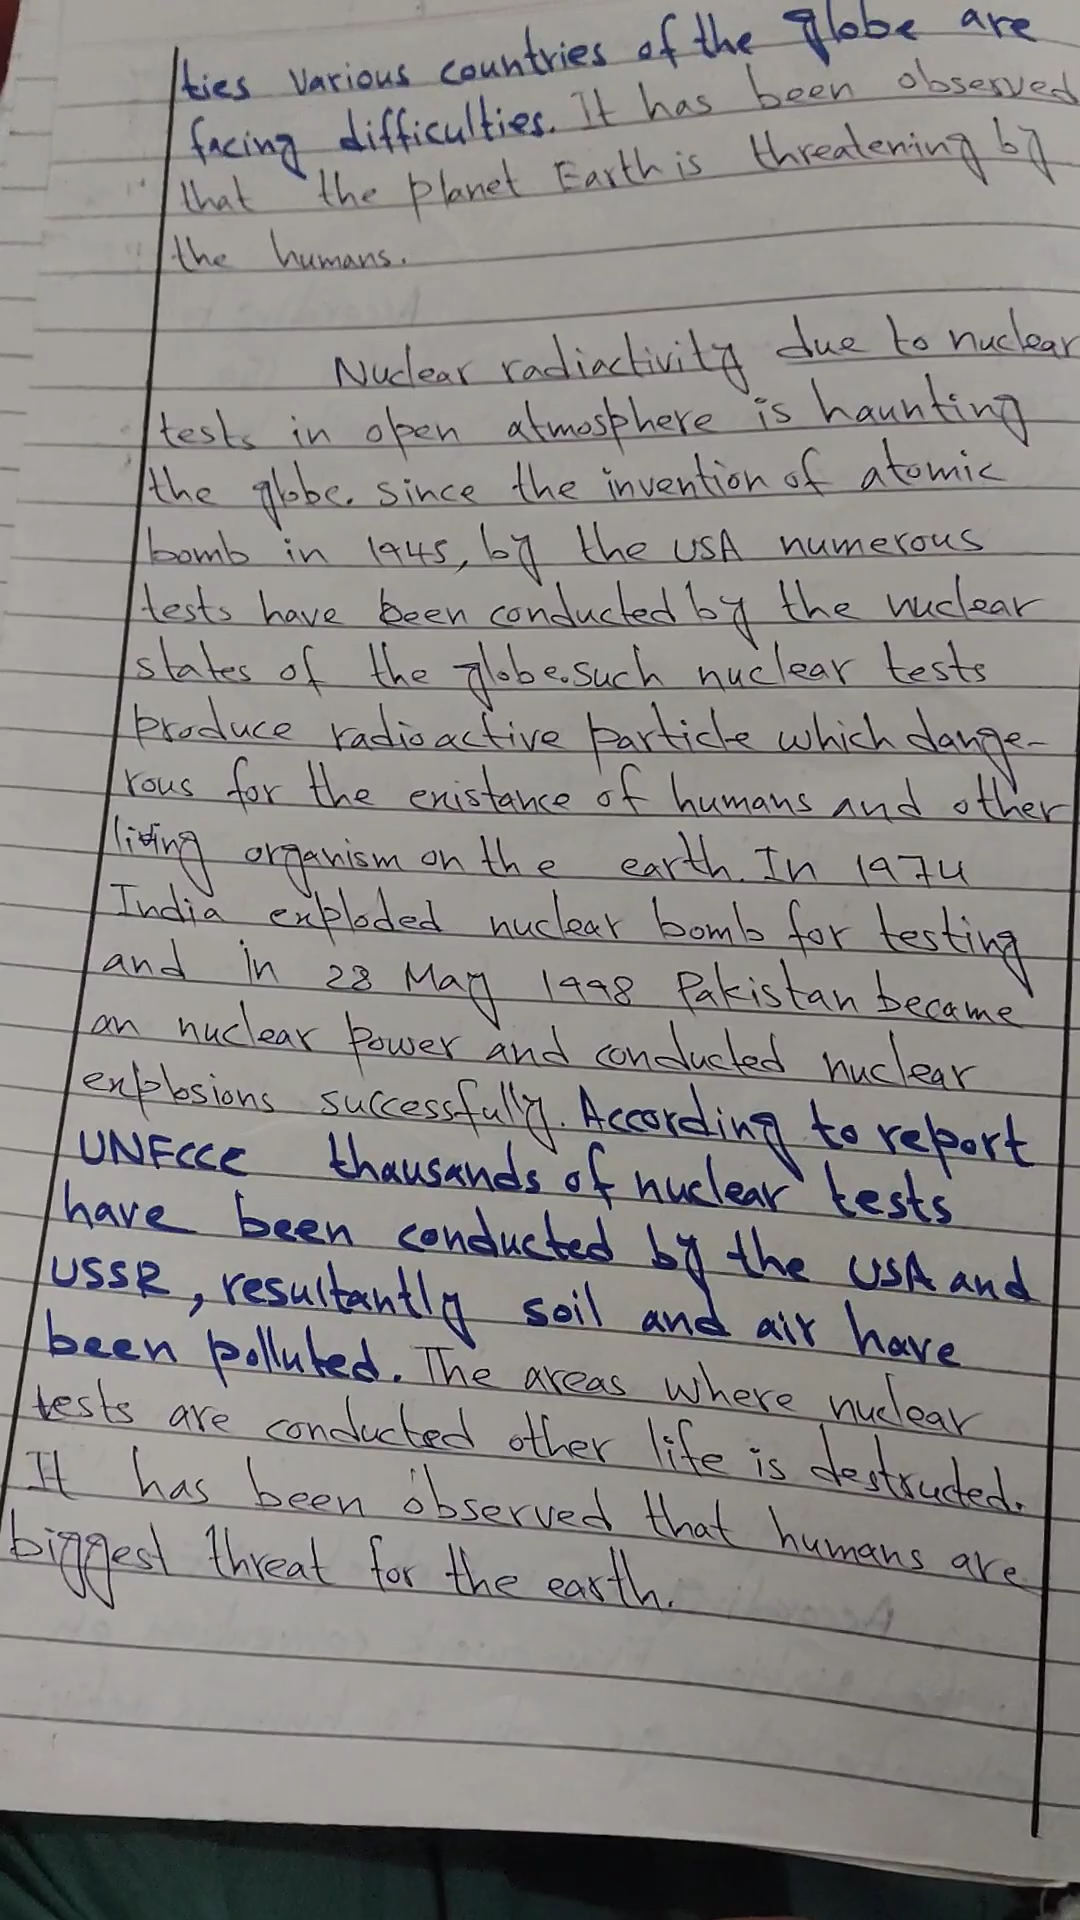 ties various countries of the globe are
facing difficulties. It has been observed
that the planet Earth is threatening by
the humans.
Nuclear radiactivity due to nuclear
tests in open atmosphere is haunting
the globe. since the invention of atomic
bomb in 1945, by the USA numerous
tests have been conducted by the nuclear
states of the globe. such nuclear tests
produce radioactive particle which dange-
rous for the existance of humans and other
living organism on the earth. In 1974
India exploded nuclear bomb for testing
and in 28 May 1998 Pakistan became
an nuclear power and conducted nuclear
explosions successfully. According to report
UNFCCC thausands of nuclear tests
have been conducted by the USA and
USSR, resultantly soil and air have
been polluted. The areas where nuclear
tests are conducted other life is destructed.
It has been observed that humans are
biggest threat for the earth.